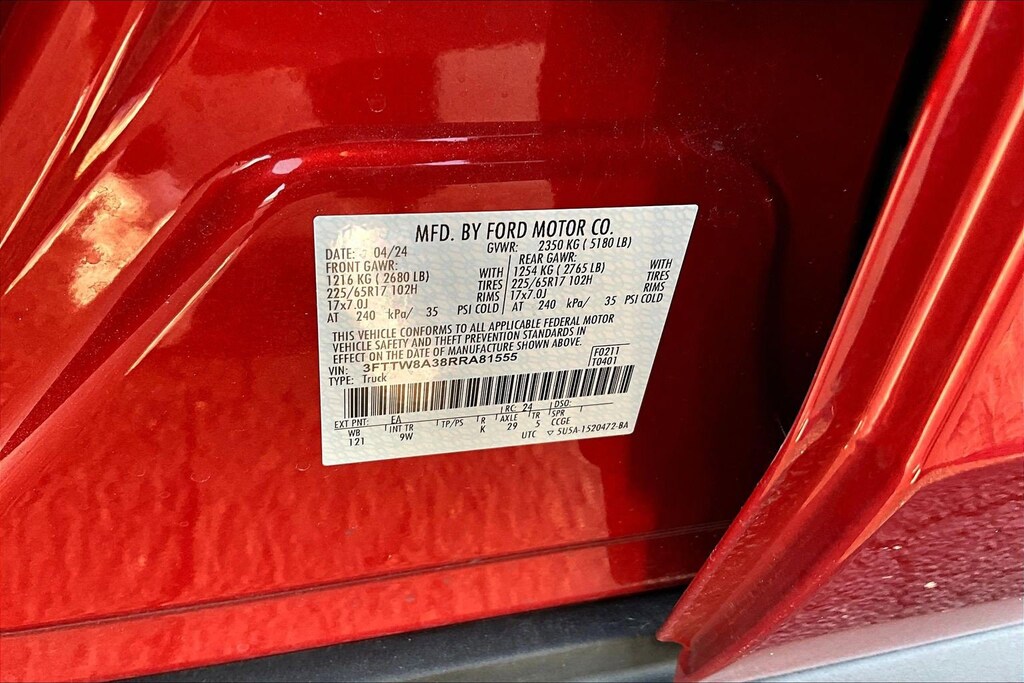 MFD. BY FORD MOTOR CO.
DATE: 04/24 GVWR: 2350 KG ( 5180 LB)
FRONT GAWR: REAR GAWR:
1216 KG ( 2680 LB) WITH 1254 KG ( 2765 LB) WITH
225/65R17 102H TIRES 225/65R17 102H TIRES
17x7.0J RIMS 17x7.0J RIMS
AT 240 kPa/ 35 PSI COLD AT 240 kPa/ 35 PSI COLD
THIS VEHICLE CONFORMS TO ALL APPLICABLE FEDERAL MOTOR
VEHICLE SAFETY AND THEFT PREVENTION STANDARDS IN
EFFECT ON THE DATE OF MANUFACTURE SHOWN ABOVE.
VIN: 3FTTW8A38RRA81555 F0211
TYPE: Truck T0401
EXT PNT: EA RC: 24 DSO:
WB INT TR TP/PS R AXLE TR SPR
121 9W K 29 5 CCGE
UTC ▽ 5U5A-1520472-BA